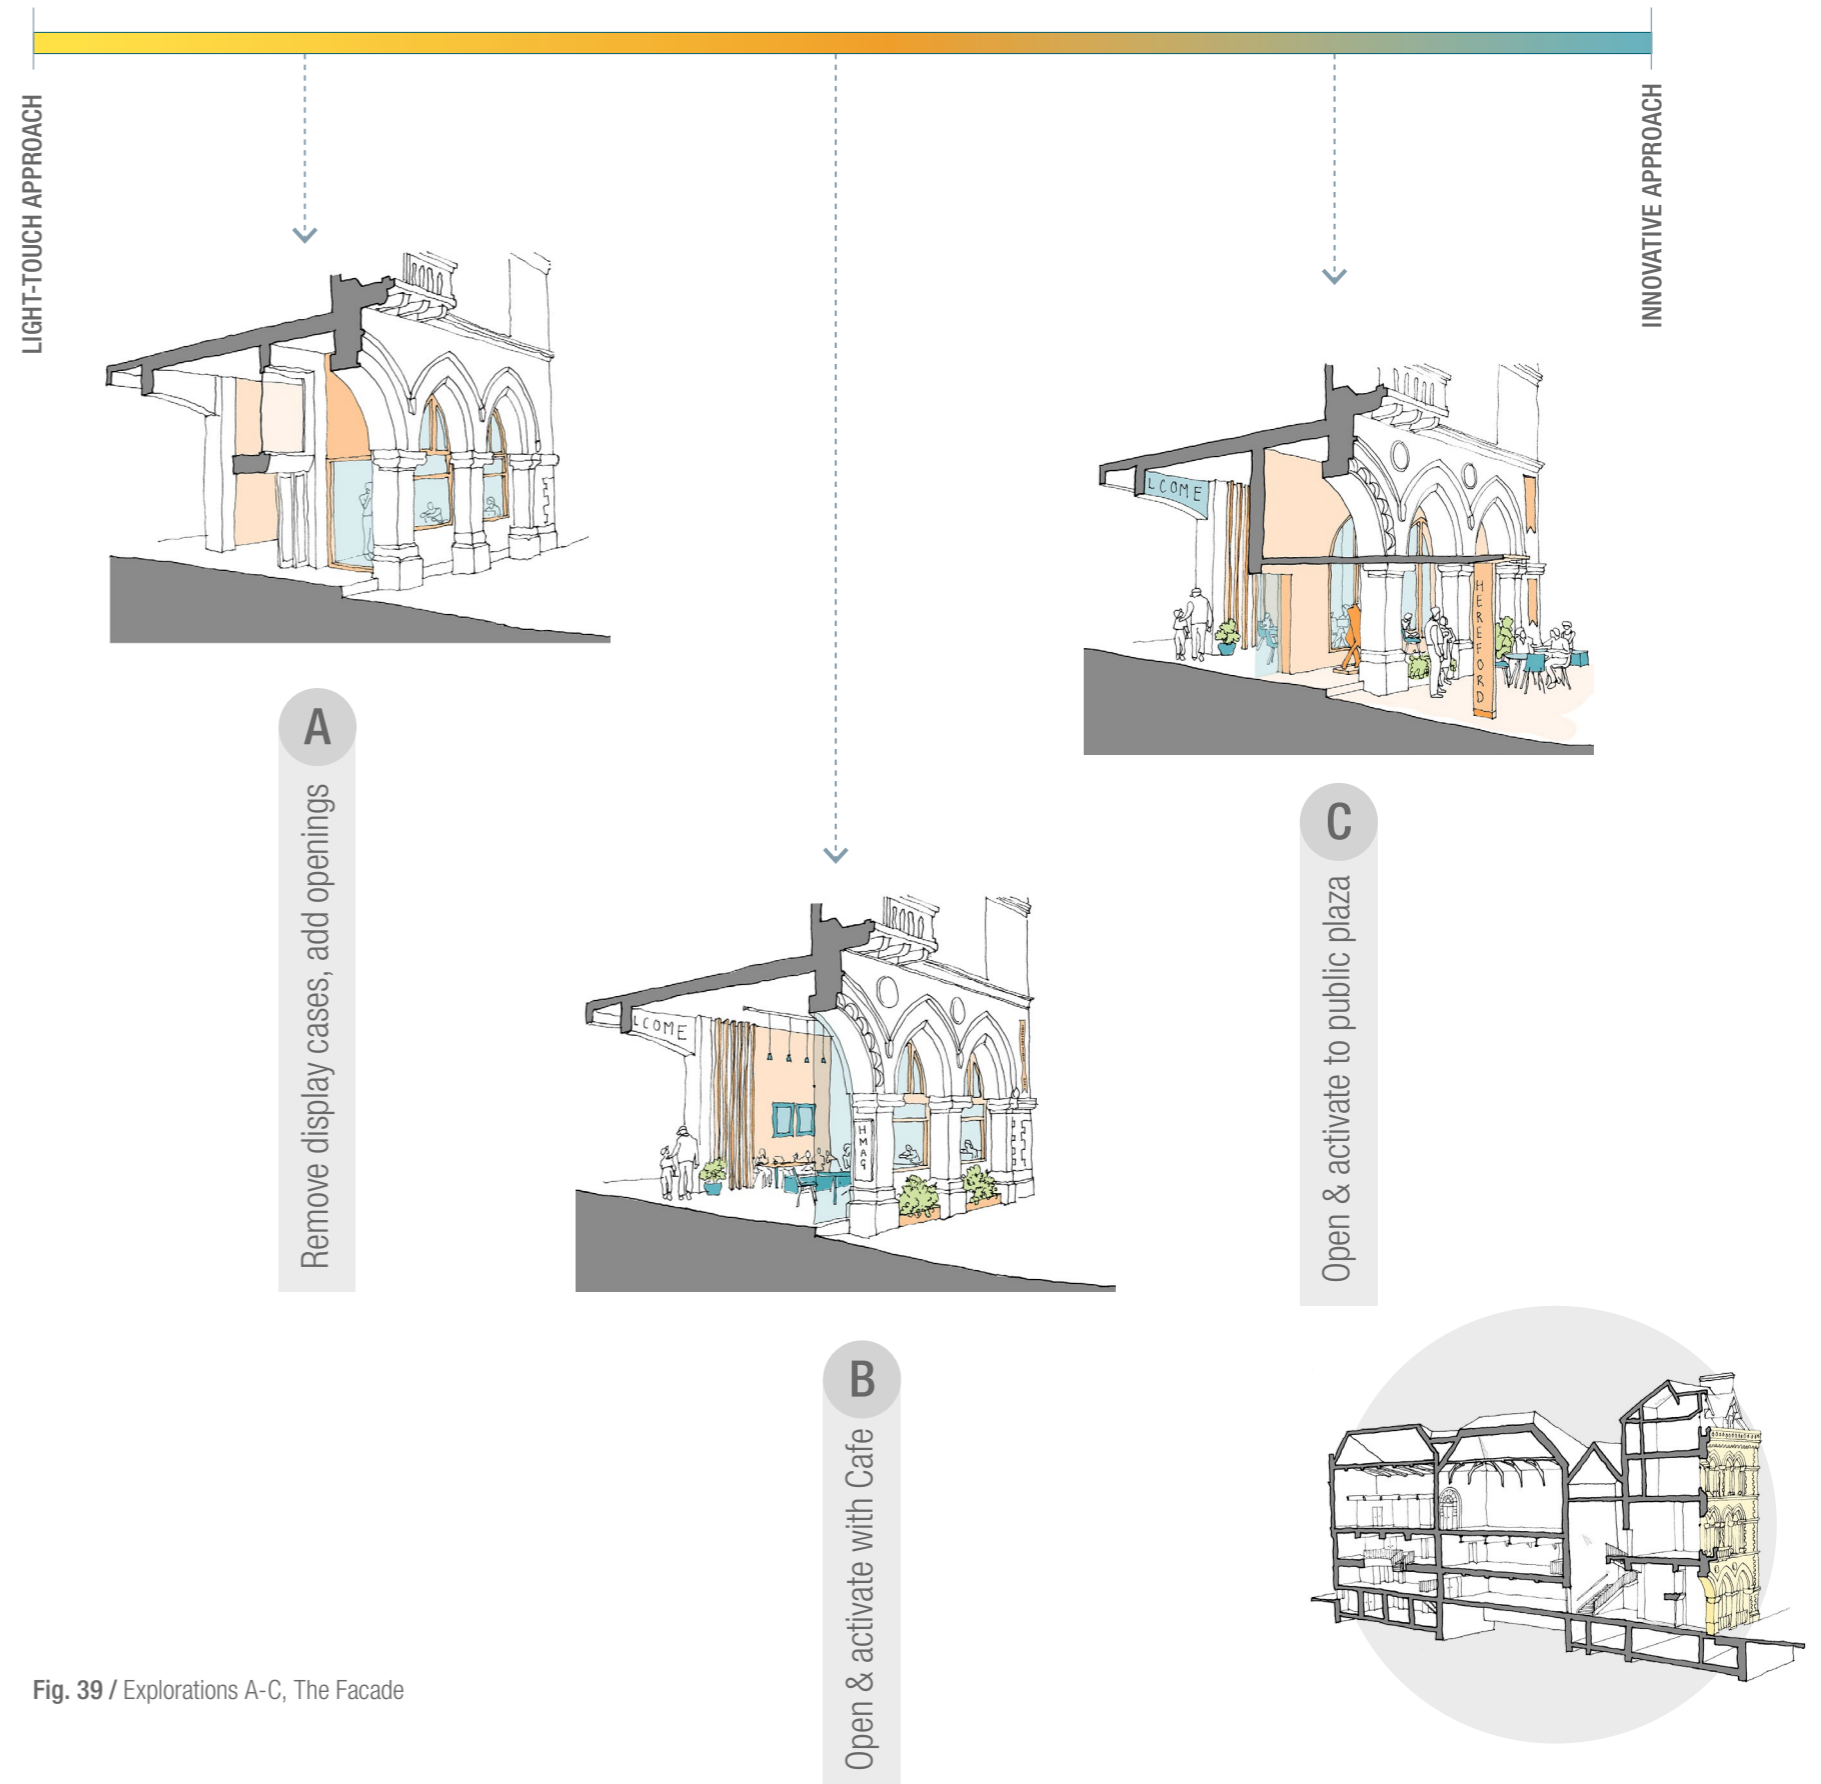 LIGHT-TOUCH APPROACH
INNOVATIVE APPROACH
A
Remove display cases, add openings
LCOME
HMAG
B
Open & activate with Cafe
LCOME
HEREFORD
C
Open & activate to public plaza
Fig. 39 / Explorations A-C, The Facade